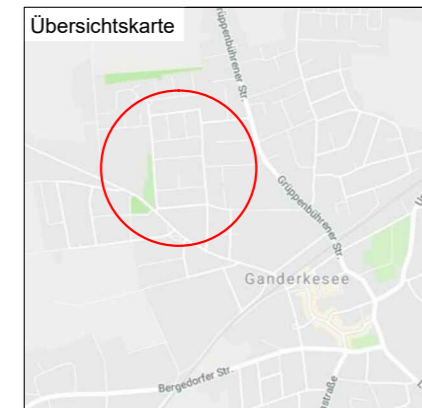 Übersichtskarte
Grüppenbührener Str.
Grüppenbührener Str.
Ganderkesee
Bergedorfer Str.